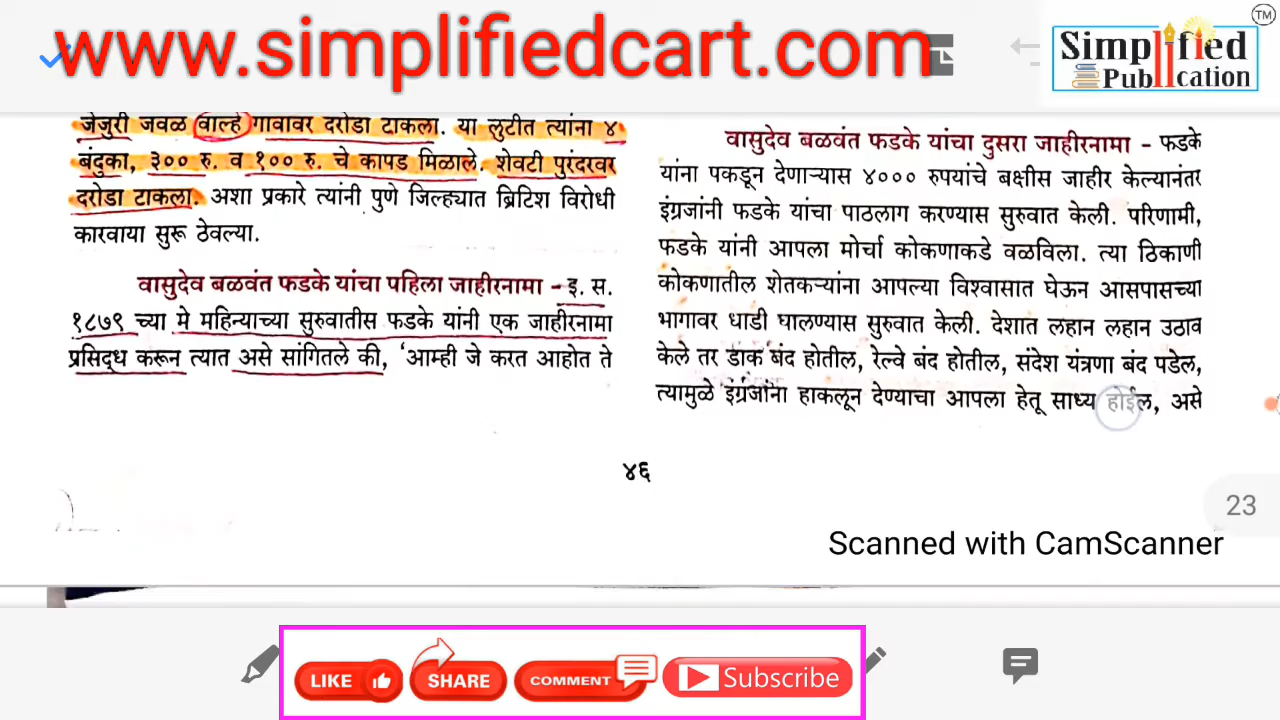 www.simplifiedcart.com
Simplified
Publication
TM
जेजुरी जवळ वाल्हे गावावर दरोडा टाकला. या लुटीत त्यांना ४
बंदुका, ३०० रु. व १०० रु. चे कापड मिळाले. शेवटी पुरंदरवर
दरोडा टाकला. अशा प्रकारे त्यांनी पुणे जिल्ह्यात ब्रिटिश विरोधी
कारवाया सुरू ठेवल्या.
वासुदेव बळवंत फडके यांचा पहिला जाहीरनामा - इ. स.
१८७९ च्या मे महिन्याच्या सुरुवातीस फडके यांनी एक जाहीरनामा
प्रसिद्ध करून त्यात असे सांगितले की, ‘आम्ही जे करत आहोत ते
वासुदेव बळवंत फडके यांचा दुसरा जाहीरनामा - फडके
यांना पकडून देणाऱ्यास ४००० रुपयांचे बक्षीस जाहीर केल्यानंतर
इंग्रजांनी फडके यांचा पाठलाग करण्यास सुरुवात केली. परिणामी,
फडके यांनी आपला मोर्चा कोकणाकडे वळविला. त्या ठिकाणी
कोकणातील शेतकऱ्यांना आपल्या विश्वासात घेऊन आसपासच्या
भागावर धाडी घालण्यास सुरुवात केली. देशात लहान लहान उठाव
केले तर डाक बंद होतील, रेल्वे बंद होतील, संदेश यंत्रणा बंद पडेल,
त्यामुळे इंग्रजांना हाकलून देण्याचा आपला हेतू साध्य होईल, असे
४६
23
Scanned with CamScanner
LIKE
SHARE
COMMENT
Subscribe